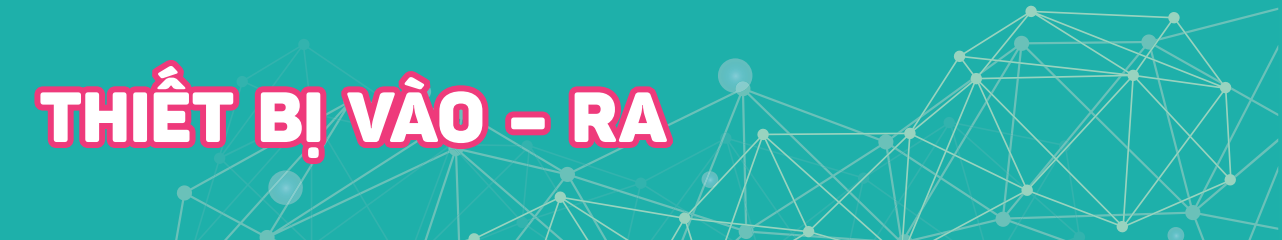 THIẾT BỊ VÀO – RA